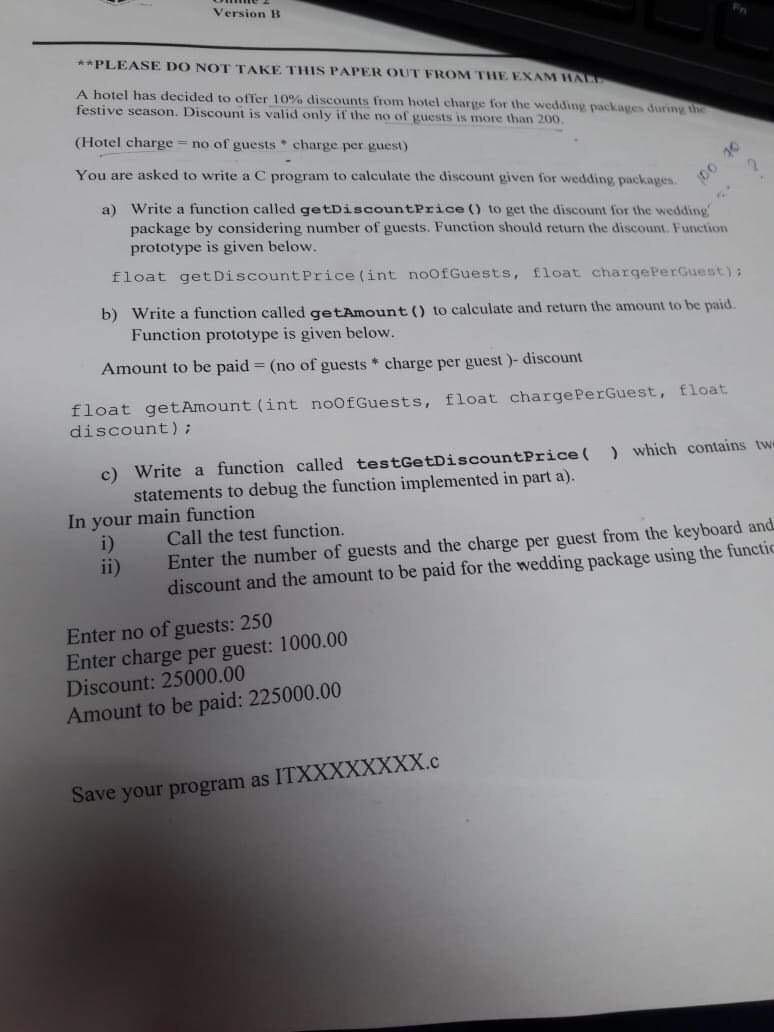 Version B
**PLEASE DO NOT TAKE THIS PAPER OUT FROM THE EXAM HALL
A hotel has decided to offer 10% discounts from hotel charge for the wedding packages during the
festive season. Discount is valid only if the no of guests is more than 200.
(Hotel charge = no of guests * charge per guest)
You are asked to write a C program to calculate the discount given for wedding packages.
a) Write a function called getDiscountPrice() to get the discount for the wedding
package by considering number of guests. Function should return the discount. Function
prototype is given below.
float getDiscountPrice(int noOfGuests, float chargePerGuest);
b) Write a function called getAmount() to calculate and return the amount to be paid.
Function prototype is given below.
Amount to be paid = (no of guests * charge per guest )- discount
float getAmount(int noOfGuests, float chargePerGuest, float
discount);
c) Write a function called testGetDiscountPrice( ) which contains tw
statements to debug the function implemented in part a).
In your main function
i) Call the test function.
ii) Enter the number of guests and the charge per guest from the keyboard and
discount and the amount to be paid for the wedding package using the functi
Enter no of guests: 250
Enter charge per guest: 1000.00
Discount: 25000.00
Amount to be paid: 225000.00
Save your program as ITXXXXXXXX.c
Fn